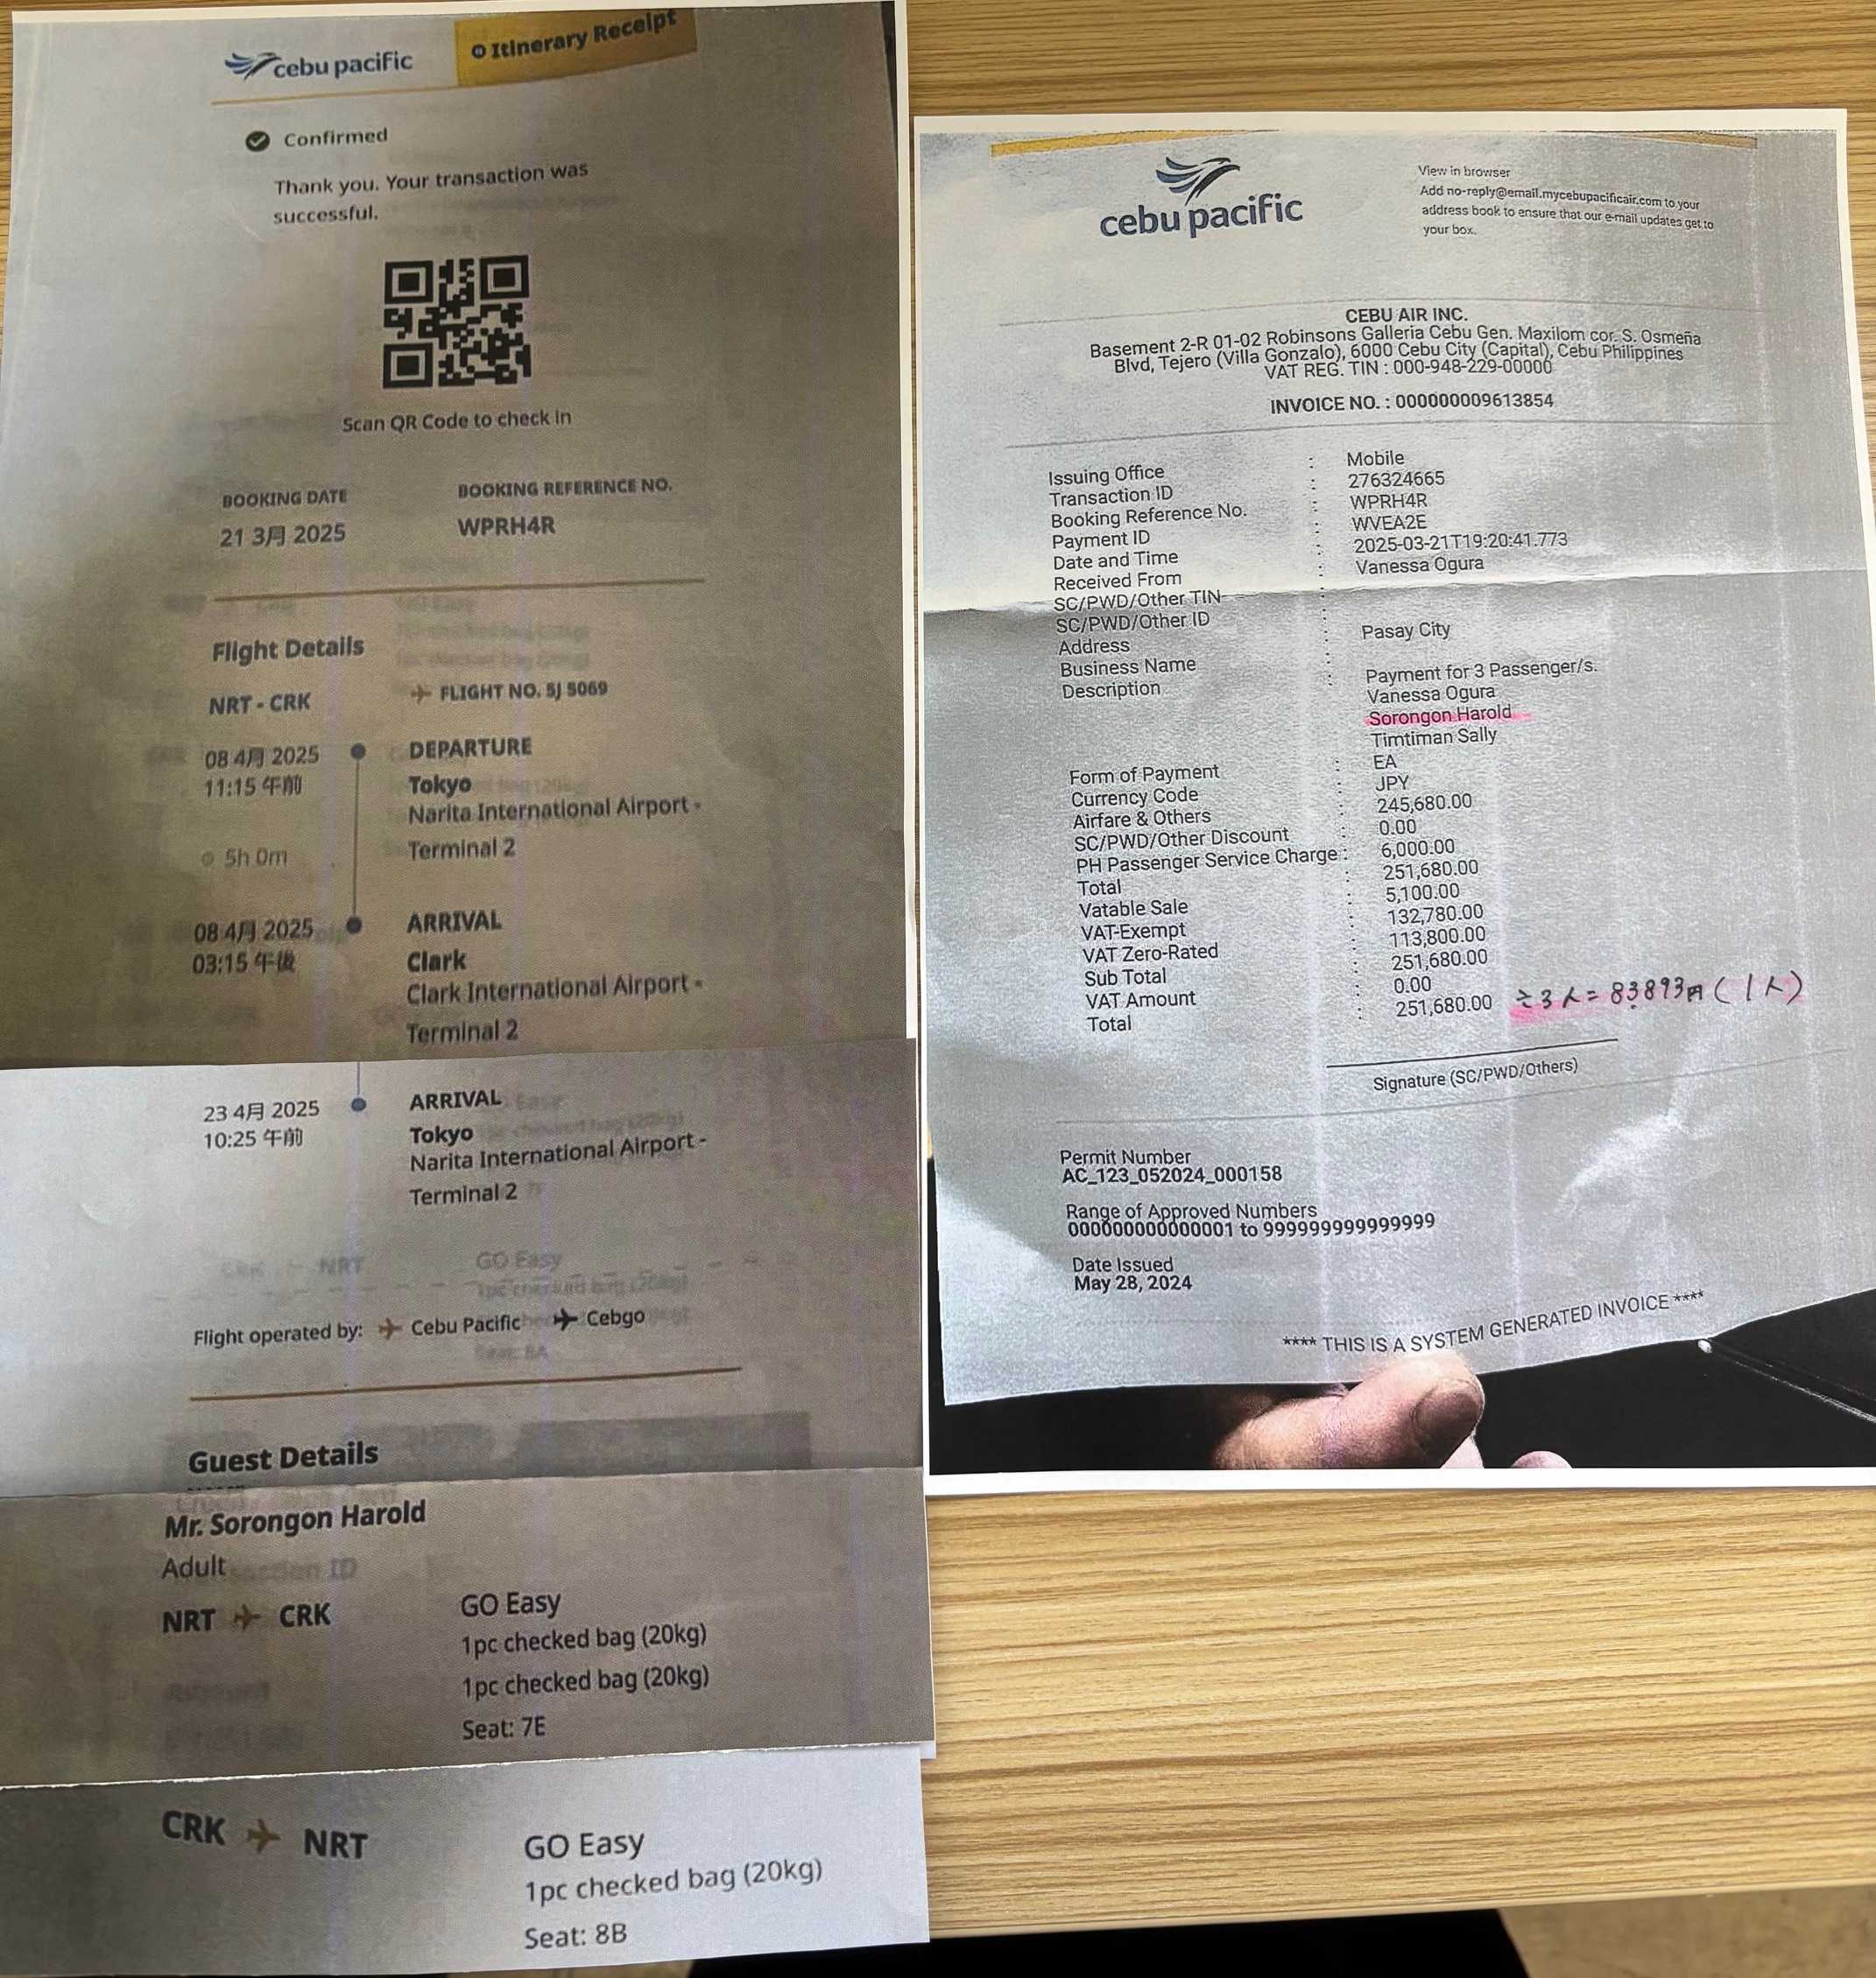 cebu pacific
Itinerary Receipt
Confirmed
Thank you. Your transaction was
successful.
Scan QR Code to check in
BOOKING DATE
BOOKING REFERENCE NO.
21 3月 2025
WPRH4R
Flight Details
NRT - CRK
FLIGHT NO. 5J 5069
08 4月 2025
11:15 午前
DEPARTURE
Tokyo
Narita International Airport -
Terminal 2
5h 0m
08 4月 2025
03:15 午後
ARRIVAL
Clark
Clark International Airport -
Terminal 2
23 4月 2025
10:25 午前
ARRIVAL
Tokyo
Narita International Airport -
Terminal 2
CRK NRT
GO Easy
1pc checked bag (20kg)
Flight operated by: Cebu Pacific Cebgo
Seat: 8A
Guest Details
Mr. Sorongon Harold
Adult
NRT CRK
GO Easy
1pc checked bag (20kg)
1pc checked bag (20kg)
Seat: 7E
CRK NRT
GO Easy
1pc checked bag (20kg)
Seat: 8B
cebu pacific
View in browser
Add no-reply@email.mycebupacificair.com to your
address book to ensure that our e-mail updates get to
your box.
CEBU AIR INC.
Basement 2-R 01-02 Robinsons Galleria Cebu Gen. Maxilom cor. S. Osmeña
Blvd, Tejero (Villa Gonzalo), 6000 Cebu City (Capital), Cebu Philippines
VAT REG. TIN : 000-948-229-00000
INVOICE NO. : 000000009613854
Issuing Office : Mobile
Transaction ID : 276324665
Booking Reference No. : WPRH4R
Payment ID : WVEA2E
Date and Time : 2025-03-21T19:20:41.773
Received From : Vanessa Ogura
SC/PWD/Other TIN :
SC/PWD/Other ID :
Address : Pasay City
Business Name :
Description : Payment for 3 Passenger/s.
Vanessa Ogura
Sorongon Harold
Timtiman Sally
Form of Payment : EA
Currency Code : JPY
Airfare & Others : 245,680.00
SC/PWD/Other Discount : 0.00
PH Passenger Service Charge : 6,000.00
Total : 251,680.00
Vatable Sale : 5,100.00
VAT-Exempt : 132,780.00
VAT Zero-Rated : 113,800.00
Sub Total : 251,680.00
VAT Amount : 0.00
Total : 251,680.00 ÷3人=83893円(1人)
Signature (SC/PWD/Others)
Permit Number
AC_123_052024_000158
Range of Approved Numbers
000000000000001 to 999999999999999
Date Issued
May 28, 2024
**** THIS IS A SYSTEM GENERATED INVOICE ****